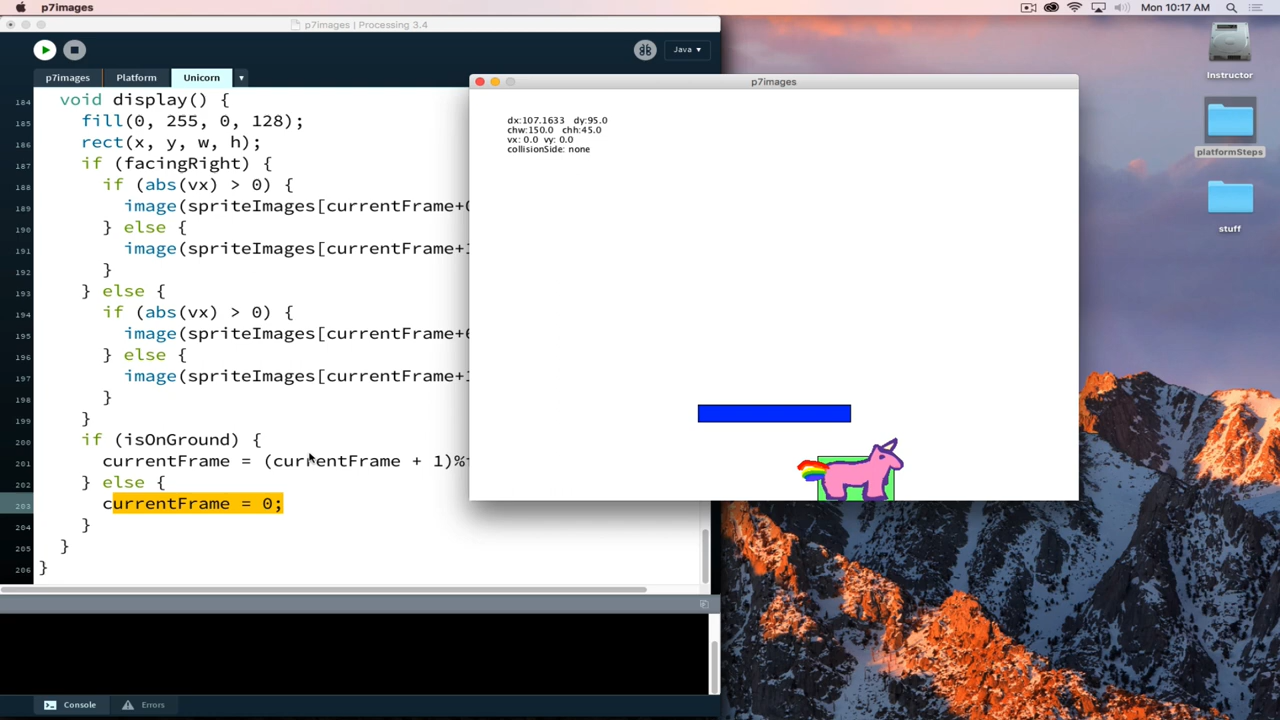 p7images
Mon 10:17 AM
p7images | Processing 3.4
Java
p7images Platform Unicorn
184 void display() {
185 fill(0, 255, 0, 128);
186 rect(x, y, w, h);
187 if (facingRight) {
188 if (abs(vx) > 0) {
189 image(spriteImages[currentFrame+
190 } else {
191 image(spriteImages[currentFrame+
192 }
193 } else {
194 if (abs(vx) > 0) {
195 image(spriteImages[currentFrame+
196 } else {
197 image(spriteImages[currentFrame+
198 }
199 }
200 if (isOnGround) {
201 currentFrame = (currentFrame + 1)%
202 } else {
203 currentFrame = 0;
204 }
205 }
206 }
Console Errors
p7images
dx:107.1633 dy:95.0
chw:150.0 chh:45.0
vx: 0.0 vy: 0.0
collisionSide: none
Instructor
platformSteps
stuff